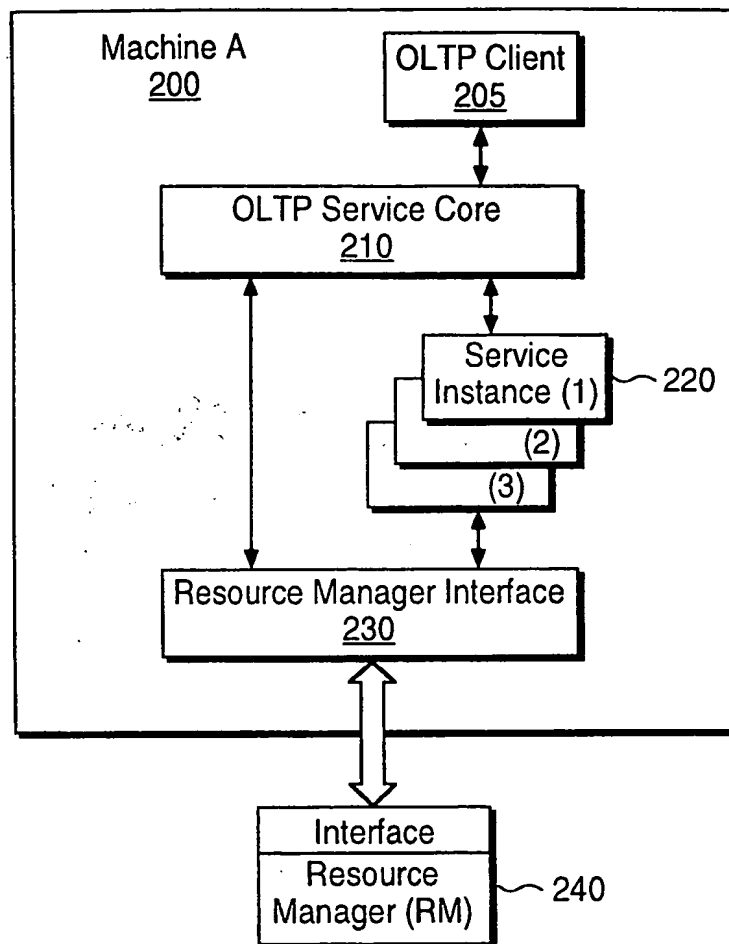 Machine A
200
OLTP Client
205
OLTP Service Core
210
Service
Instance (1)
220
(2)
(3)
Resource Manager Interface
230
Interface
Resource
Manager (RM)
240